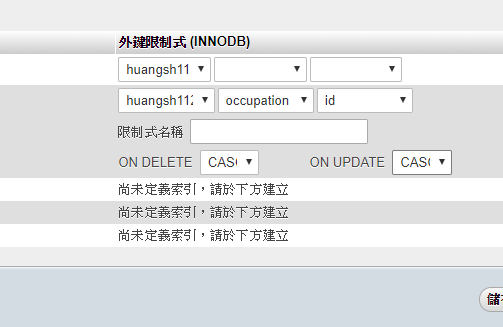 外鍵限制式 (INNODB)
huangsh11
huangsh112 occupation id
限制式名稱
ON DELETE CASC ON UPDATE CASC
尚未定義索引，請於下方建立
尚未定義索引，請於下方建立
尚未定義索引，請於下方建立